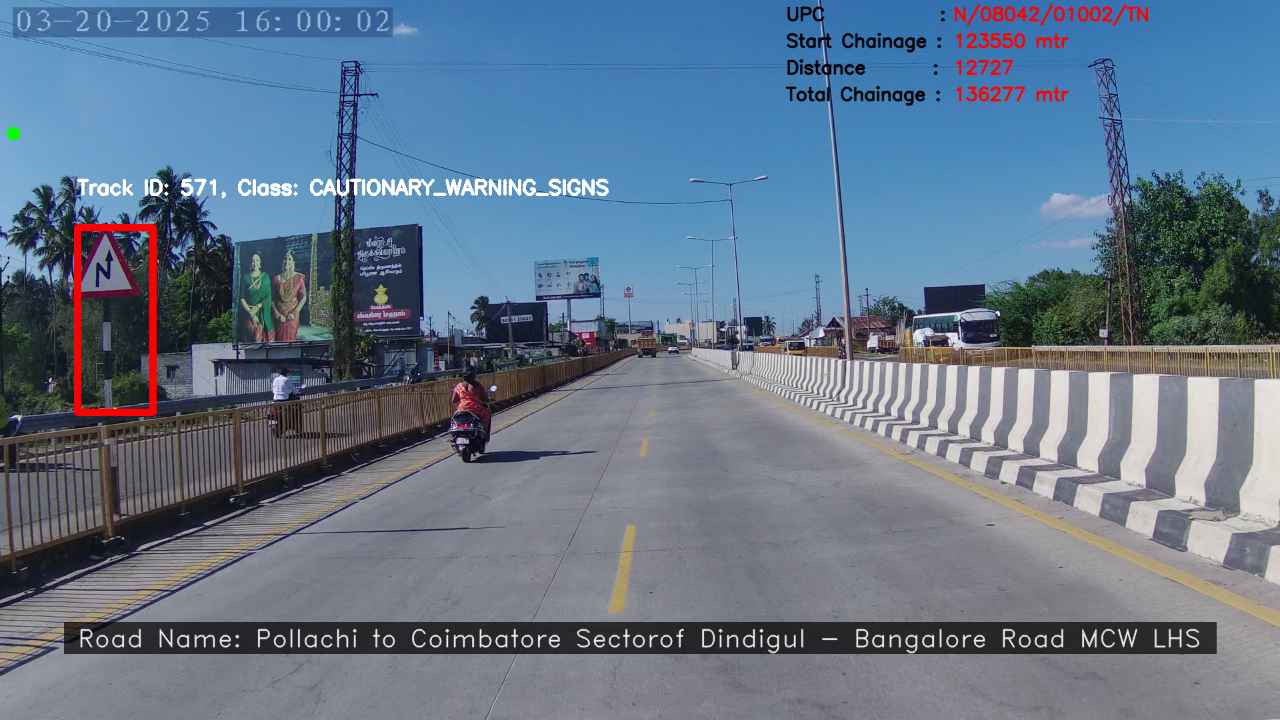 03-20-2025 16:00:02
UPC : N/08042/01002/TN
Start Chainage : 123550 mtr
Distance : 12727
Total Chainage : 136277 mtr
Track ID: 571, Class: CAUTIONARY_WARNING_SIGNS
Road Name: Pollachi to Coimbatore Sectorof Dindigul - Bangalore Road MCW LHS